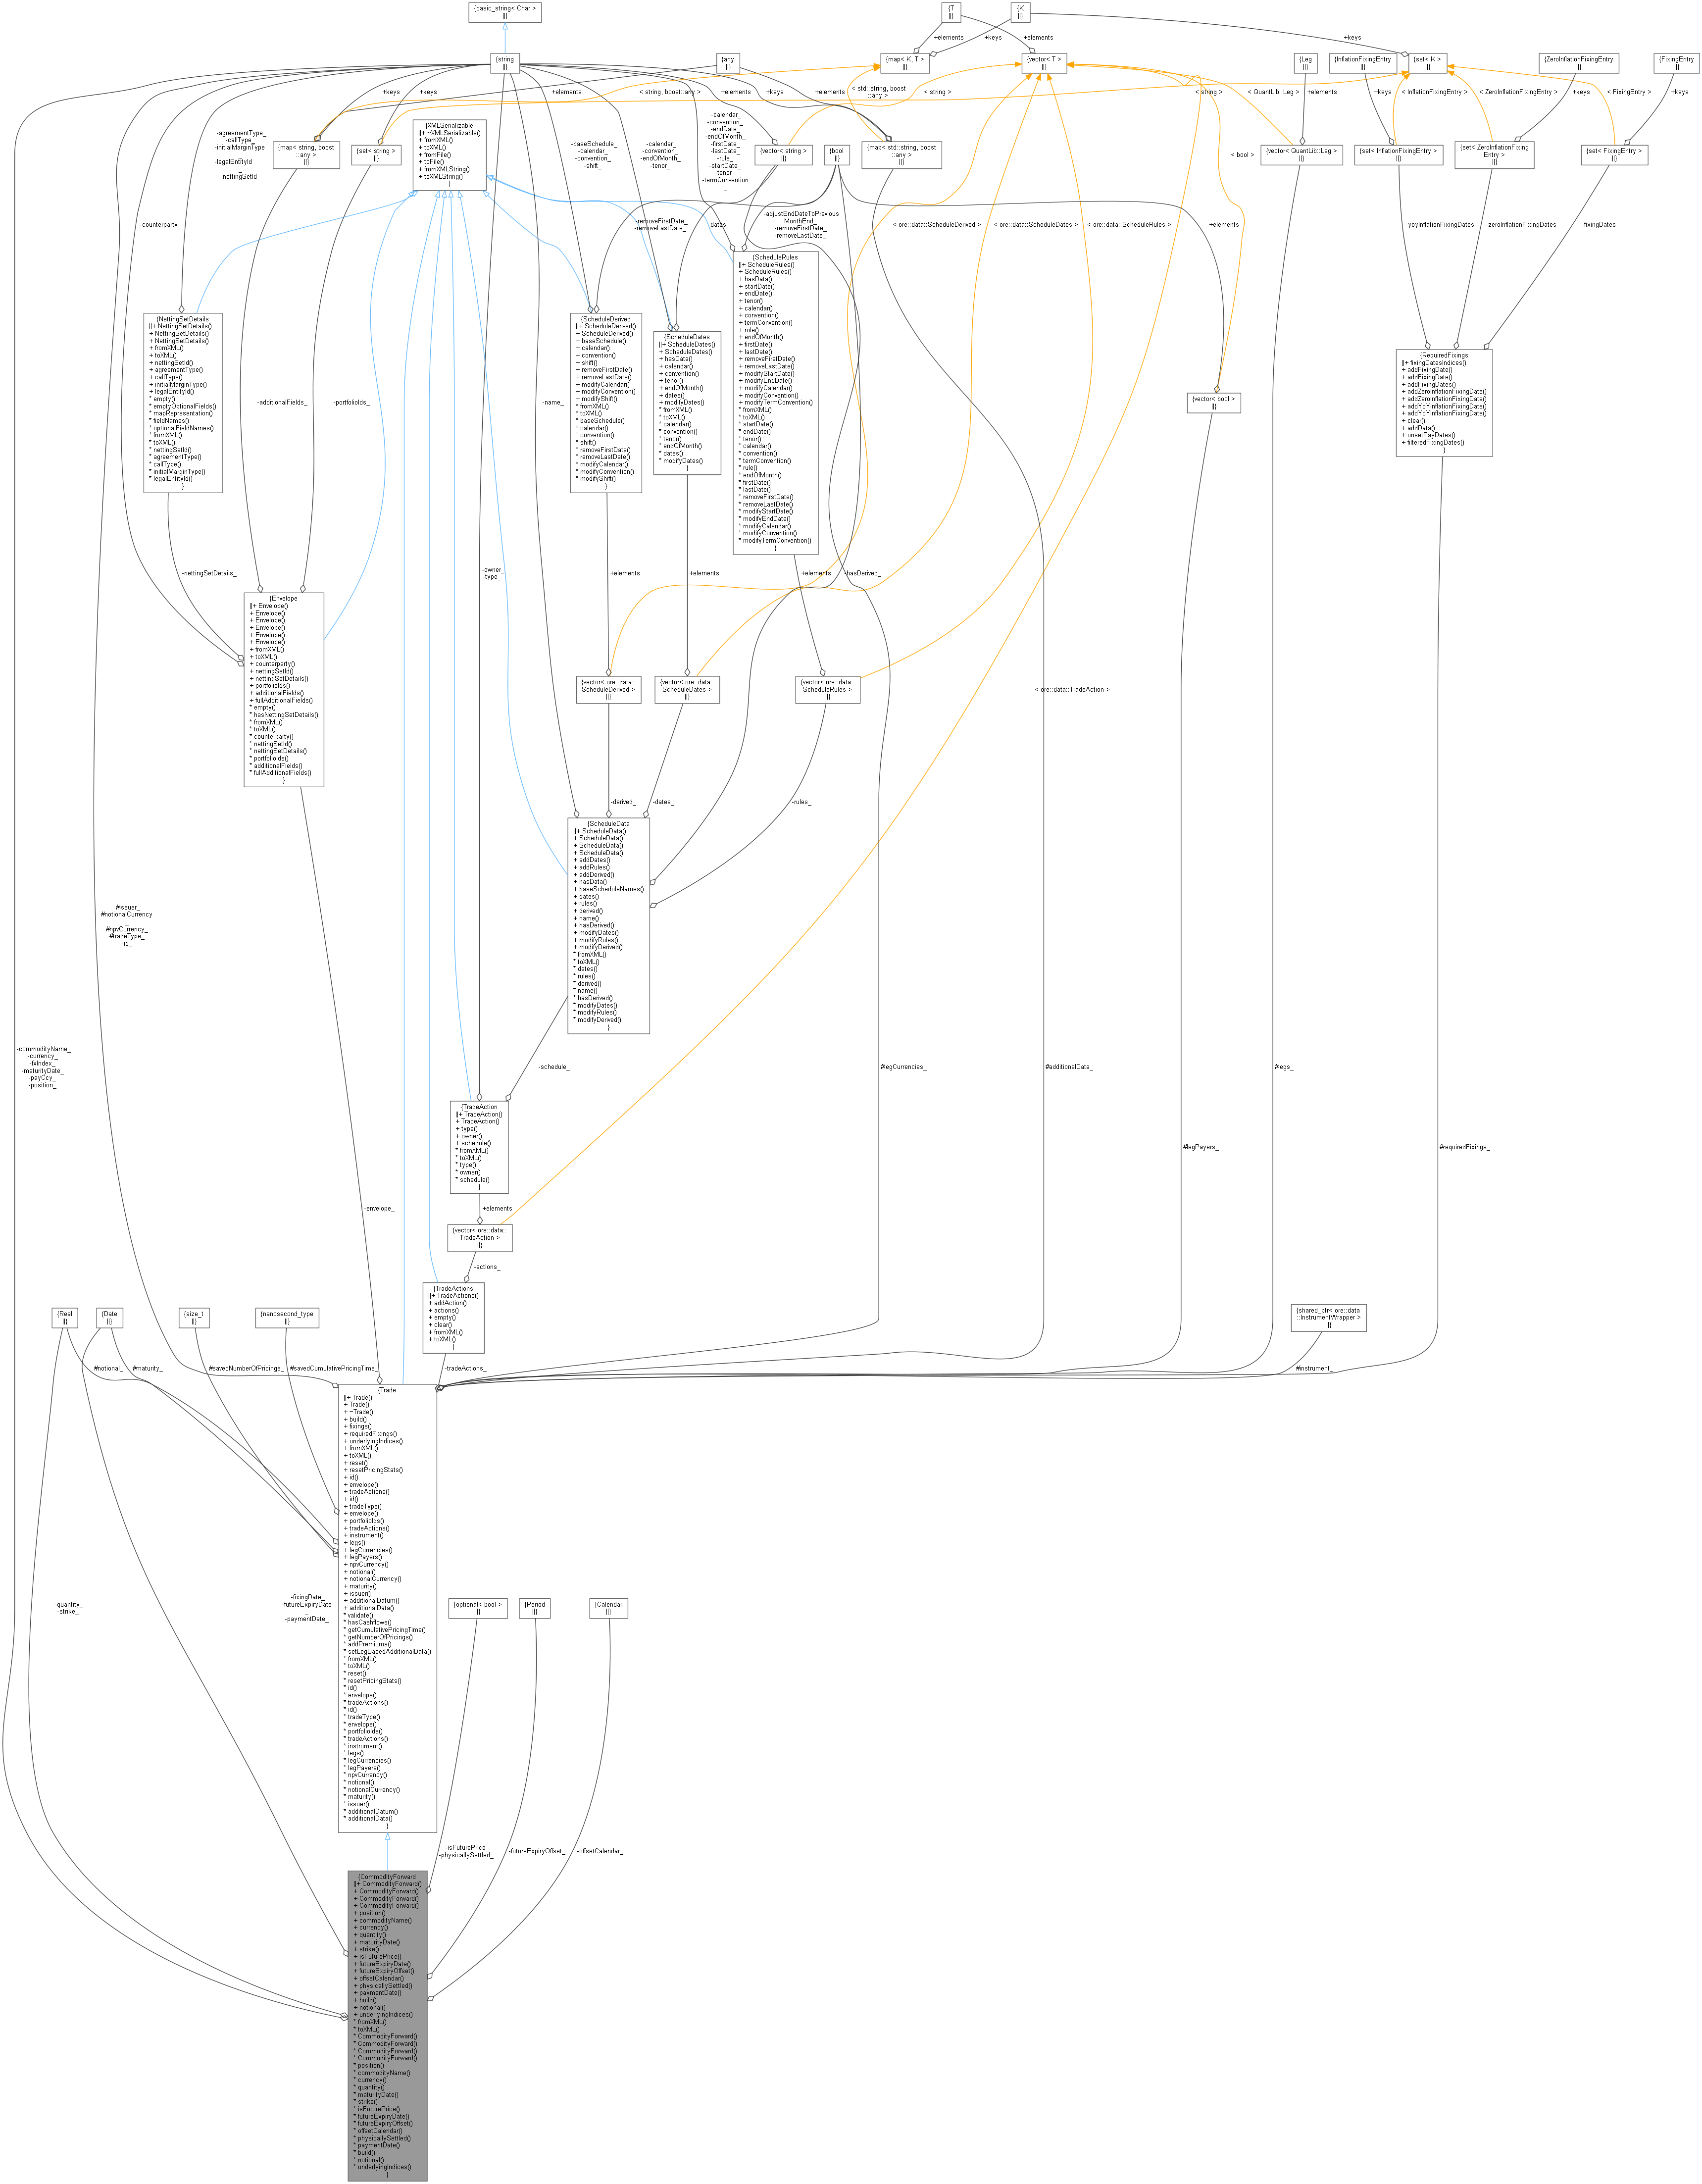 {basic_string< Char >
||}
{T
||}
{K
||}
+elements
+keys
+elements
+keys
{string
||}
{any
||}
{map< K, T >
||}
{vector< T >
||}
{Leg
||}
{InflationFixingEntry
||}
{set< K >
||}
{ZeroInflationFixingEntry
||}
{FixingEntry
||}
+keys
+keys
+elements
< string, boost::any >
+elements
+keys
+elements
< std::string, boost
::any >
< string >
< string >
< QuantLib::Leg >
+elements
+keys
< InflationFixingEntry >
< ZeroInflationFixingEntry >
+keys
< FixingEntry >
+keys
-agreementType_
-callType_
-initialMarginType
_
-legalEntityId
_
-nettingSetId_
{map< string, boost
::any >
||}
{set< string >
||}
{XMLSerializable
||+ ~XMLSerializable()
+ fromXML()
+ toXML()
+ fromFile()
+ toFile()
+ fromXMLString()
+ toXMLString()
}
-baseSchedule_
-calendar_
-convention_
-shift_
-calendar_
-convention_
-endOfMonth_
-tenor_
-calendar_
-convention_
-endDate_
-endOfMonth_
-firstDate_
-lastDate_
-rule_
-startDate_
-tenor_
-termConvention
_
{vector< string >
||}
{bool
||}
{map< std::string, boost
::any >
||}
< bool >
{vector< QuantLib::Leg >
||}
{set< InflationFixingEntry >
||}
{set< ZeroInflationFixing
Entry >
||}
{set< FixingEntry >
||}
-counterparty_
-removeFirstDate_
-removeLastDate_
-dates_
-adjustEndDateToPrevious
MonthEnd_
-removeFirstDate_
-removeLastDate_
< ore::data::ScheduleDerived >
< ore::data::ScheduleDates >
< ore::data::ScheduleRules >
+elements
-yoyInflationFixingDates_
-zeroInflationFixingDates_
-fixingDates_
{NettingSetDetails
||+ NettingSetDetails()
+ NettingSetDetails()
+ NettingSetDetails()
+ fromXML()
+ toXML()
+ nettingSetId()
+ agreementType()
+ callType()
+ initialMarginType()
+ legalEntityId()
* empty()
* emptyOptionalFields()
* mapRepresentation()
* fieldNames()
* optionalFieldNames()
* fromXML()
* toXML()
* nettingSetId()
* agreementType()
* callType()
* initialMarginType()
* legalEntityId()
}
{ScheduleDerived
||+ ScheduleDerived()
+ ScheduleDerived()
+ baseSchedule()
+ calendar()
+ convention()
+ shift()
+ removeFirstDate()
+ removeLastDate()
+ modifyCalendar()
+ modifyConvention()
+ modifyShift()
* fromXML()
* toXML()
* baseSchedule()
* calendar()
* convention()
* shift()
* removeFirstDate()
* removeLastDate()
* modifyCalendar()
* modifyConvention()
* modifyShift()
}
{ScheduleDates
||+ ScheduleDates()
+ ScheduleDates()
+ hasData()
+ calendar()
+ convention()
+ tenor()
+ endOfMonth()
+ dates()
+ modifyDates()
* fromXML()
* toXML()
* calendar()
* convention()
* tenor()
* endOfMonth()
* dates()
* modifyDates()
}
{ScheduleRules
||+ ScheduleRules()
+ ScheduleRules()
+ hasData()
+ startDate()
+ endDate()
+ tenor()
+ calendar()
+ convention()
+ termConvention()
+ rule()
+ endOfMonth()
+ firstDate()
+ lastDate()
+ removeFirstDate()
+ removeLastDate()
+ modifyStartDate()
+ modifyEndDate()
+ modifyCalendar()
+ modifyConvention()
+ modifyTermConvention()
* fromXML()
* toXML()
* startDate()
* endDate()
* tenor()
* calendar()
* convention()
* termConvention()
* rule()
* endOfMonth()
* firstDate()
* lastDate()
* removeFirstDate()
* removeLastDate()
* modifyStartDate()
* modifyEndDate()
* modifyCalendar()
* modifyConvention()
* modifyTermConvention()
}
{vector< bool >
||}
{RequiredFixings
||+ fixingDatesIndices()
+ addFixingDate()
+ addFixingDate()
+ addFixingDates()
+ addZeroInflationFixingDate()
+ addZeroInflationFixingDate()
+ addYoYInflationFixingDate()
+ addYoYInflationFixingDate()
+ clear()
+ addData()
+ unsetPayDates()
+ filteredFixingDates()
}
-additionalFields_
-portfolioIds_
-name_
-nettingSetDetails_
-owner_
-type_
+elements
+elements
+elements
-hasDerived_
{Envelope
||+ Envelope()
+ Envelope()
+ Envelope()
+ Envelope()
+ Envelope()
+ Envelope()
+ fromXML()
+ toXML()
+ counterparty()
+ nettingSetId()
+ nettingSetDetails()
+ portfolioIds()
+ additionalFields()
+ fullAdditionalFields()
* empty()
* hasNettingSetDetails()
* fromXML()
* toXML()
* counterparty()
* nettingSetId()
* nettingSetDetails()
* portfolioIds()
* additionalFields()
* fullAdditionalFields()
}
{vector< ore::data::
ScheduleDerived >
||}
{vector< ore::data::
ScheduleDates >
||}
{vector< ore::data::
ScheduleRules >
||}
< ore::data::TradeAction >
-derived_
-dates_
-rules_
{ScheduleData
||+ ScheduleData()
+ ScheduleData()
+ ScheduleData()
+ ScheduleData()
+ addDates()
+ addRules()
+ addDerived()
+ hasData()
+ baseScheduleNames()
+ dates()
+ rules()
+ derived()
+ name()
+ hasDerived()
+ modifyDates()
+ modifyRules()
+ modifyDerived()
* fromXML()
* toXML()
* dates()
* rules()
* derived()
* name()
* hasDerived()
* modifyDates()
* modifyRules()
* modifyDerived()
}
#issuer_
#notionalCurrency
_
#npvCurrency_
#tradeType_
-id_
-commodityName_
-currency_
-fxIndex_
-maturityDate_
-payCcy_
-position_
-schedule_
#legCurrencies_
#additionalData_
#legs_
{TradeAction
||+ TradeAction()
+ TradeAction()
+ type()
+ owner()
+ schedule()
* fromXML()
* toXML()
* type()
* owner()
* schedule()
}
#legPayers_
#requiredFixings_
-envelope_
+elements
{vector< ore::data::
TradeAction >
||}
-actions_
{TradeActions
||+ TradeActions()
+ addAction()
+ actions()
+ empty()
+ clear()
+ fromXML()
+ toXML()
}
{Real
||}
{Date
||}
{size_t
||}
{nanosecond_type
||}
{shared_ptr< ore::data
::InstrumentWrapper >
||}
#notional_
#maturity_
#savedNumberOfPricings_
#savedCumulativePricingTime_
-tradeActions_
#instrument_
{Trade
||+ Trade()
+ Trade()
+ ~Trade()
+ build()
+ fixings()
+ requiredFixings()
+ underlyingIndices()
+ fromXML()
+ toXML()
+ reset()
+ resetPricingStats()
+ id()
+ envelope()
+ tradeActions()
+ id()
+ tradeType()
+ envelope()
+ portfolioIds()
+ tradeActions()
+ instrument()
+ legs()
+ legCurrencies()
+ legPayers()
+ npvCurrency()
+ notional()
+ notionalCurrency()
+ maturity()
+ issuer()
+ additionalDatum()
+ additionalData()
* validate()
* hasCashflows()
* getCumulativePricingTime()
* getNumberOfPricings()
* addPremiums()
* setLegBasedAdditionalData()
* fromXML()
* toXML()
* reset()
* resetPricingStats()
* id()
* envelope()
* tradeActions()
* id()
* tradeType()
* envelope()
* portfolioIds()
* tradeActions()
* instrument()
* legs()
* legCurrencies()
* legPayers()
* npvCurrency()
* notional()
* notionalCurrency()
* maturity()
* issuer()
* additionalDatum()
* additionalData()
}
-quantity_
-strike_
-fixingDate_
-futureExpiryDate
_
-paymentDate_
{optional< bool >
||}
{Period
||}
{Calendar
||}
-isFuturePrice_
-physicallySettled_
-futureExpiryOffset_
-offsetCalendar_
{CommodityForward
||+ CommodityForward()
+ CommodityForward()
+ CommodityForward()
+ CommodityForward()
+ position()
+ commodityName()
+ currency()
+ quantity()
+ maturityDate()
+ strike()
+ isFuturePrice()
+ futureExpiryDate()
+ futureExpiryOffset()
+ offsetCalendar()
+ physicallySettled()
+ paymentDate()
+ build()
+ notional()
+ underlyingIndices()
* fromXML()
* toXML()
* CommodityForward()
* CommodityForward()
* CommodityForward()
* CommodityForward()
* position()
* commodityName()
* currency()
* quantity()
* maturityDate()
* strike()
* isFuturePrice()
* futureExpiryDate()
* futureExpiryOffset()
* offsetCalendar()
* physicallySettled()
* paymentDate()
* build()
* notional()
* underlyingIndices()
}